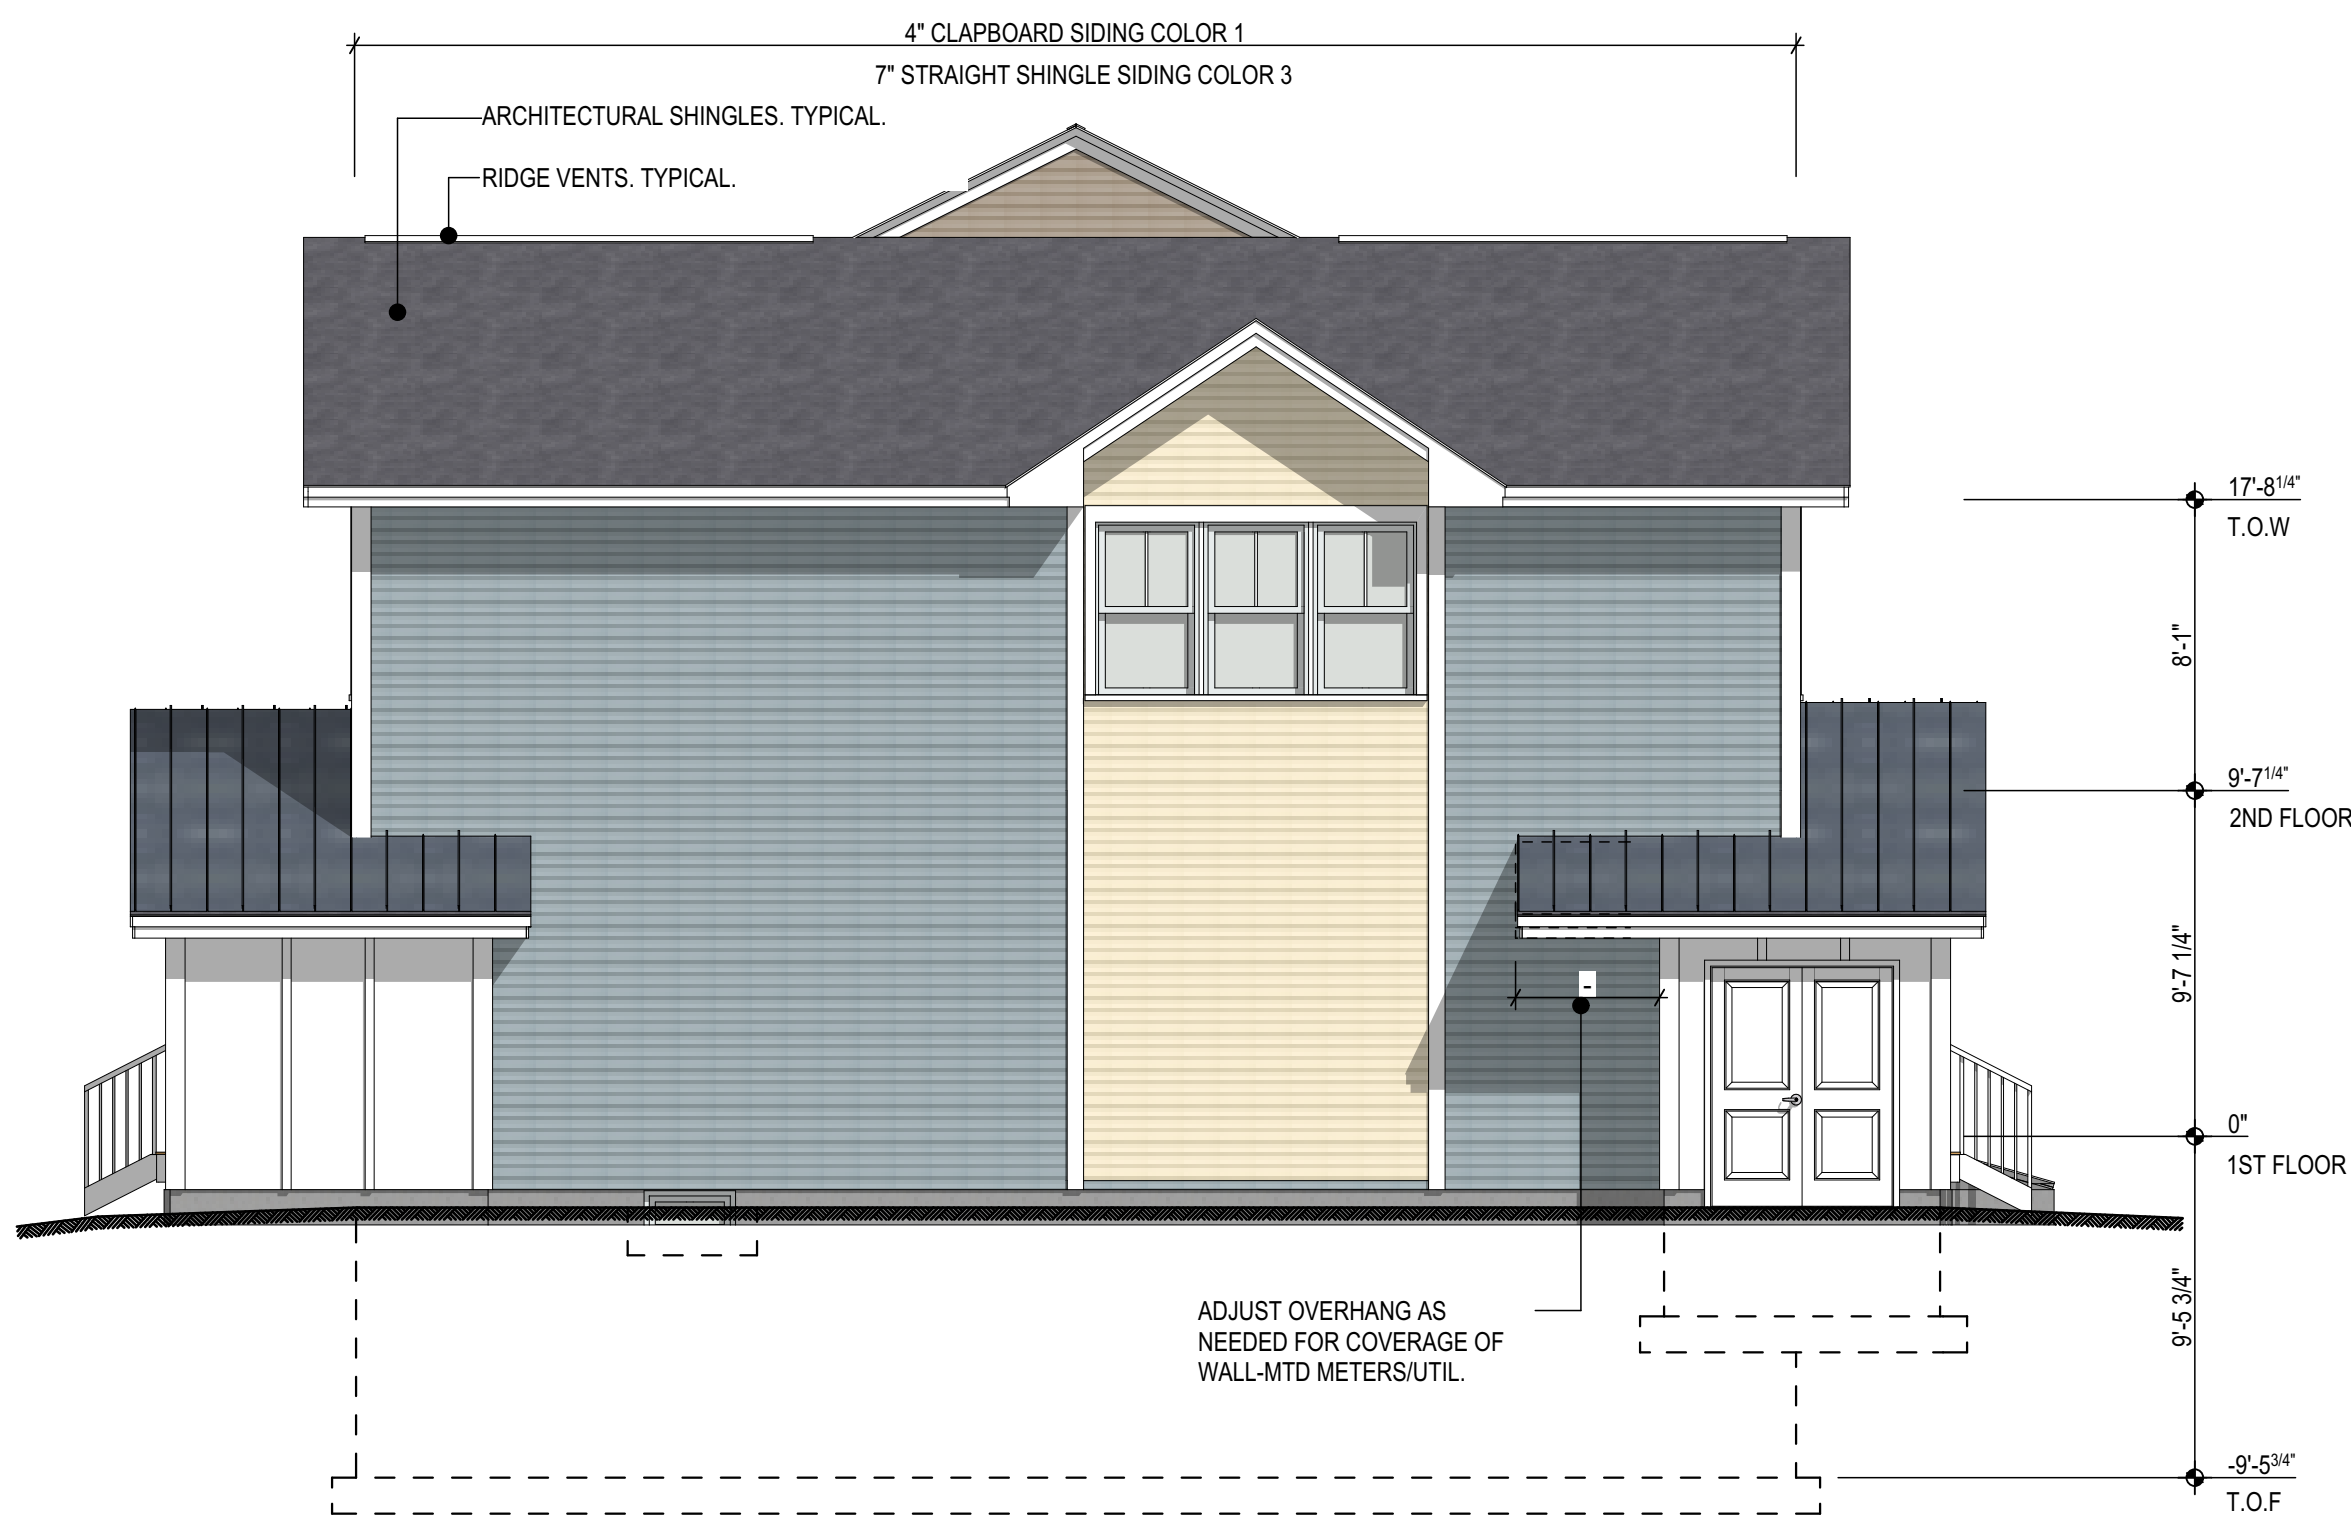 4" CLAPBOARD SIDING COLOR 1
7" STRAIGHT SHINGLE SIDING COLOR 3
ARCHITECTURAL SHINGLES. TYPICAL.
RIDGE VENTS. TYPICAL.
17'-8 1/4"
T.O.W
8'-1"
9'-7 1/4"
2ND FLOOR
9'-7 1/4"
-
0"
1ST FLOOR
9'-5 3/4"
ADJUST OVERHANG AS
NEEDED FOR COVERAGE OF
WALL-MTD METERS/UTIL.
-9'-5 3/4"
T.O.F